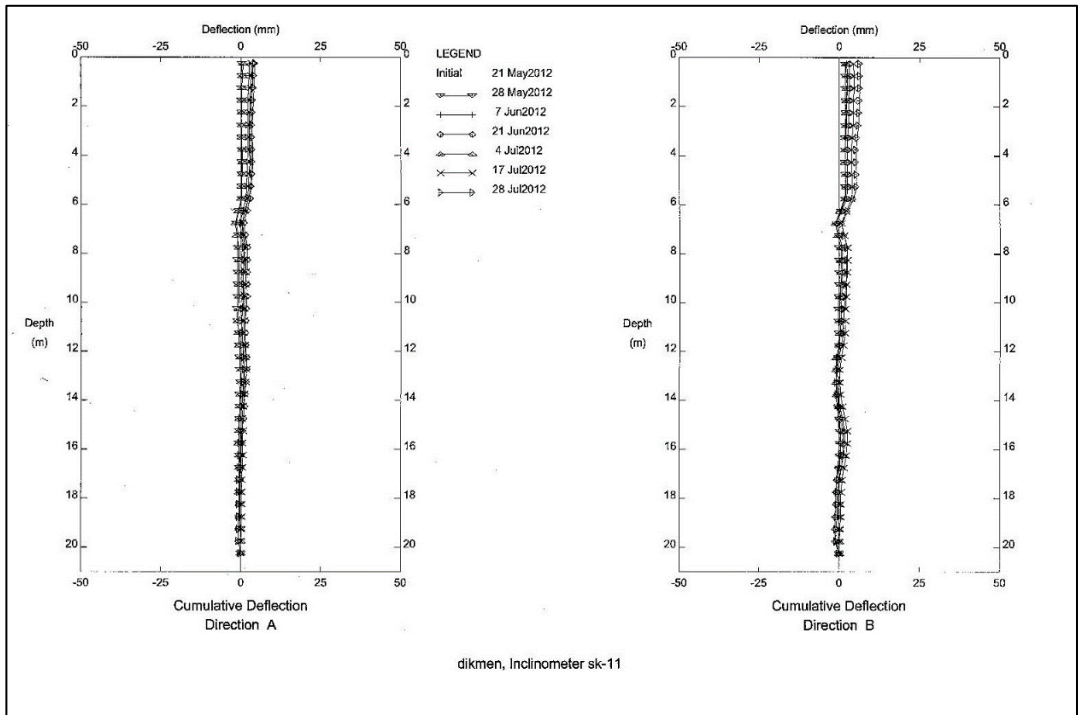 Deflection (mm)
-50 -25 0 25 50
0 0
2 2
4 4
6 6
8 8
10 10
Depth
(m)
12 12
14 14
16 16
18 18
20 20
-50 -25 0 25 50
Cumulative Deflection
Direction A
LEGEND
Initial 21 May2012
28 May2012
7 Jun2012
21 Jun2012
4 Jul2012
17 Jul2012
28 Jul2012
Deflection (mm)
-50 -25 0 25 50
0 0
2 2
4 4
6 6
8 8
10 10
Depth
(m)
12 12
14 14
16 16
18 18
20 20
-50 -25 0 25 50
Cumulative Deflection
Direction B
dikmen, Inclinometer sk-11